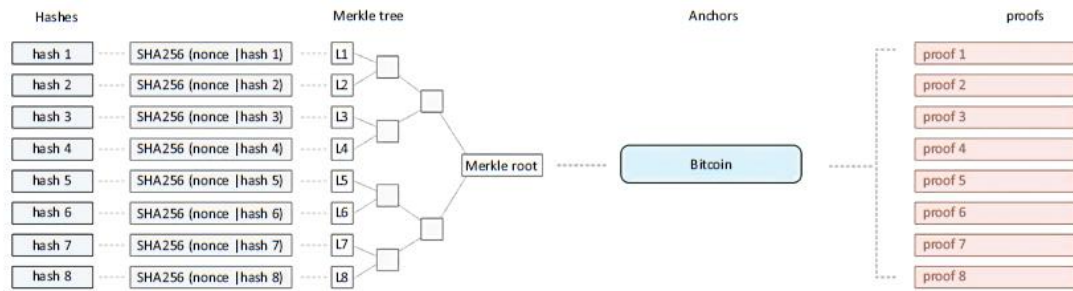 Hashes Merkle tree Anchors proofs
hash 1 SHA256 (nonce |hash 1) L1 proof 1
hash 2 SHA256 (nonce |hash 2) L2 proof 2
hash 3 SHA256 (nonce |hash 3) L3 proof 3
hash 4 SHA256 (nonce |hash 4) L4 proof 4
Merkle root Bitcoin
hash 5 SHA256 (nonce |hash 5) L5 proof 5
hash 6 SHA256 (nonce |hash 6) L6 proof 6
hash 7 SHA256 (nonce |hash 7) L7 proof 7
hash 8 SHA256 (nonce |hash 8) L8 proof 8